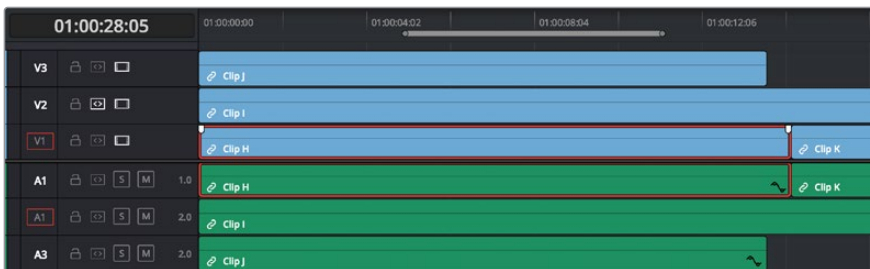 01:00:28:05
01:00:00:00 01:00:04:02 01:00:08:04 01:00:12:06
V3
Clip J
V2
Clip I
V1
Clip H Clip K
A1 S M 1.0
Clip H Clip K
A1 S M 2.0
Clip I
A3 S M 2.0
Clip J